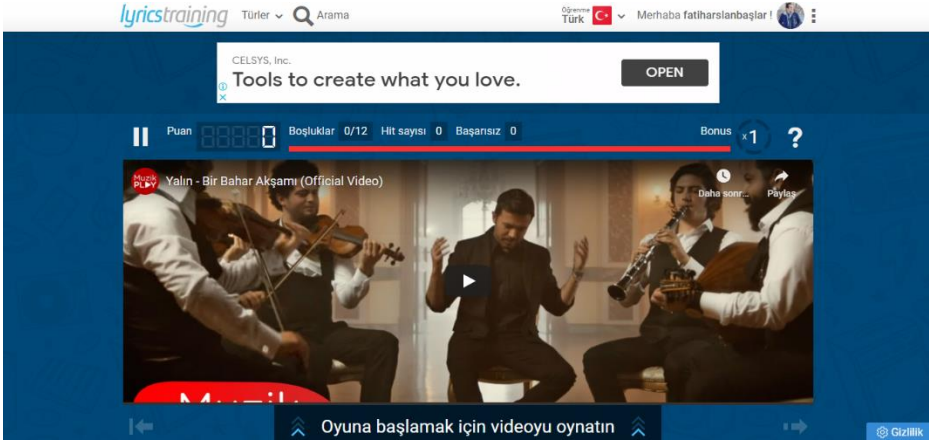 lyricstraining Türler Arama Öğrenme Türk Merhaba fatiharslanbaşlar !
CELSYS, Inc.
Tools to create what you love.
OPEN
Puan 0 Boşluklar 0/12 Hit sayısı 0 Başarısız 0 Bonus x1 ?
Muzik PLAY Yalın - Bir Bahar Akşamı (Official Video)
Daha sonr... Paylaş
Muzik
Oyuna başlamak için videoyu oynatın
Gizlilik